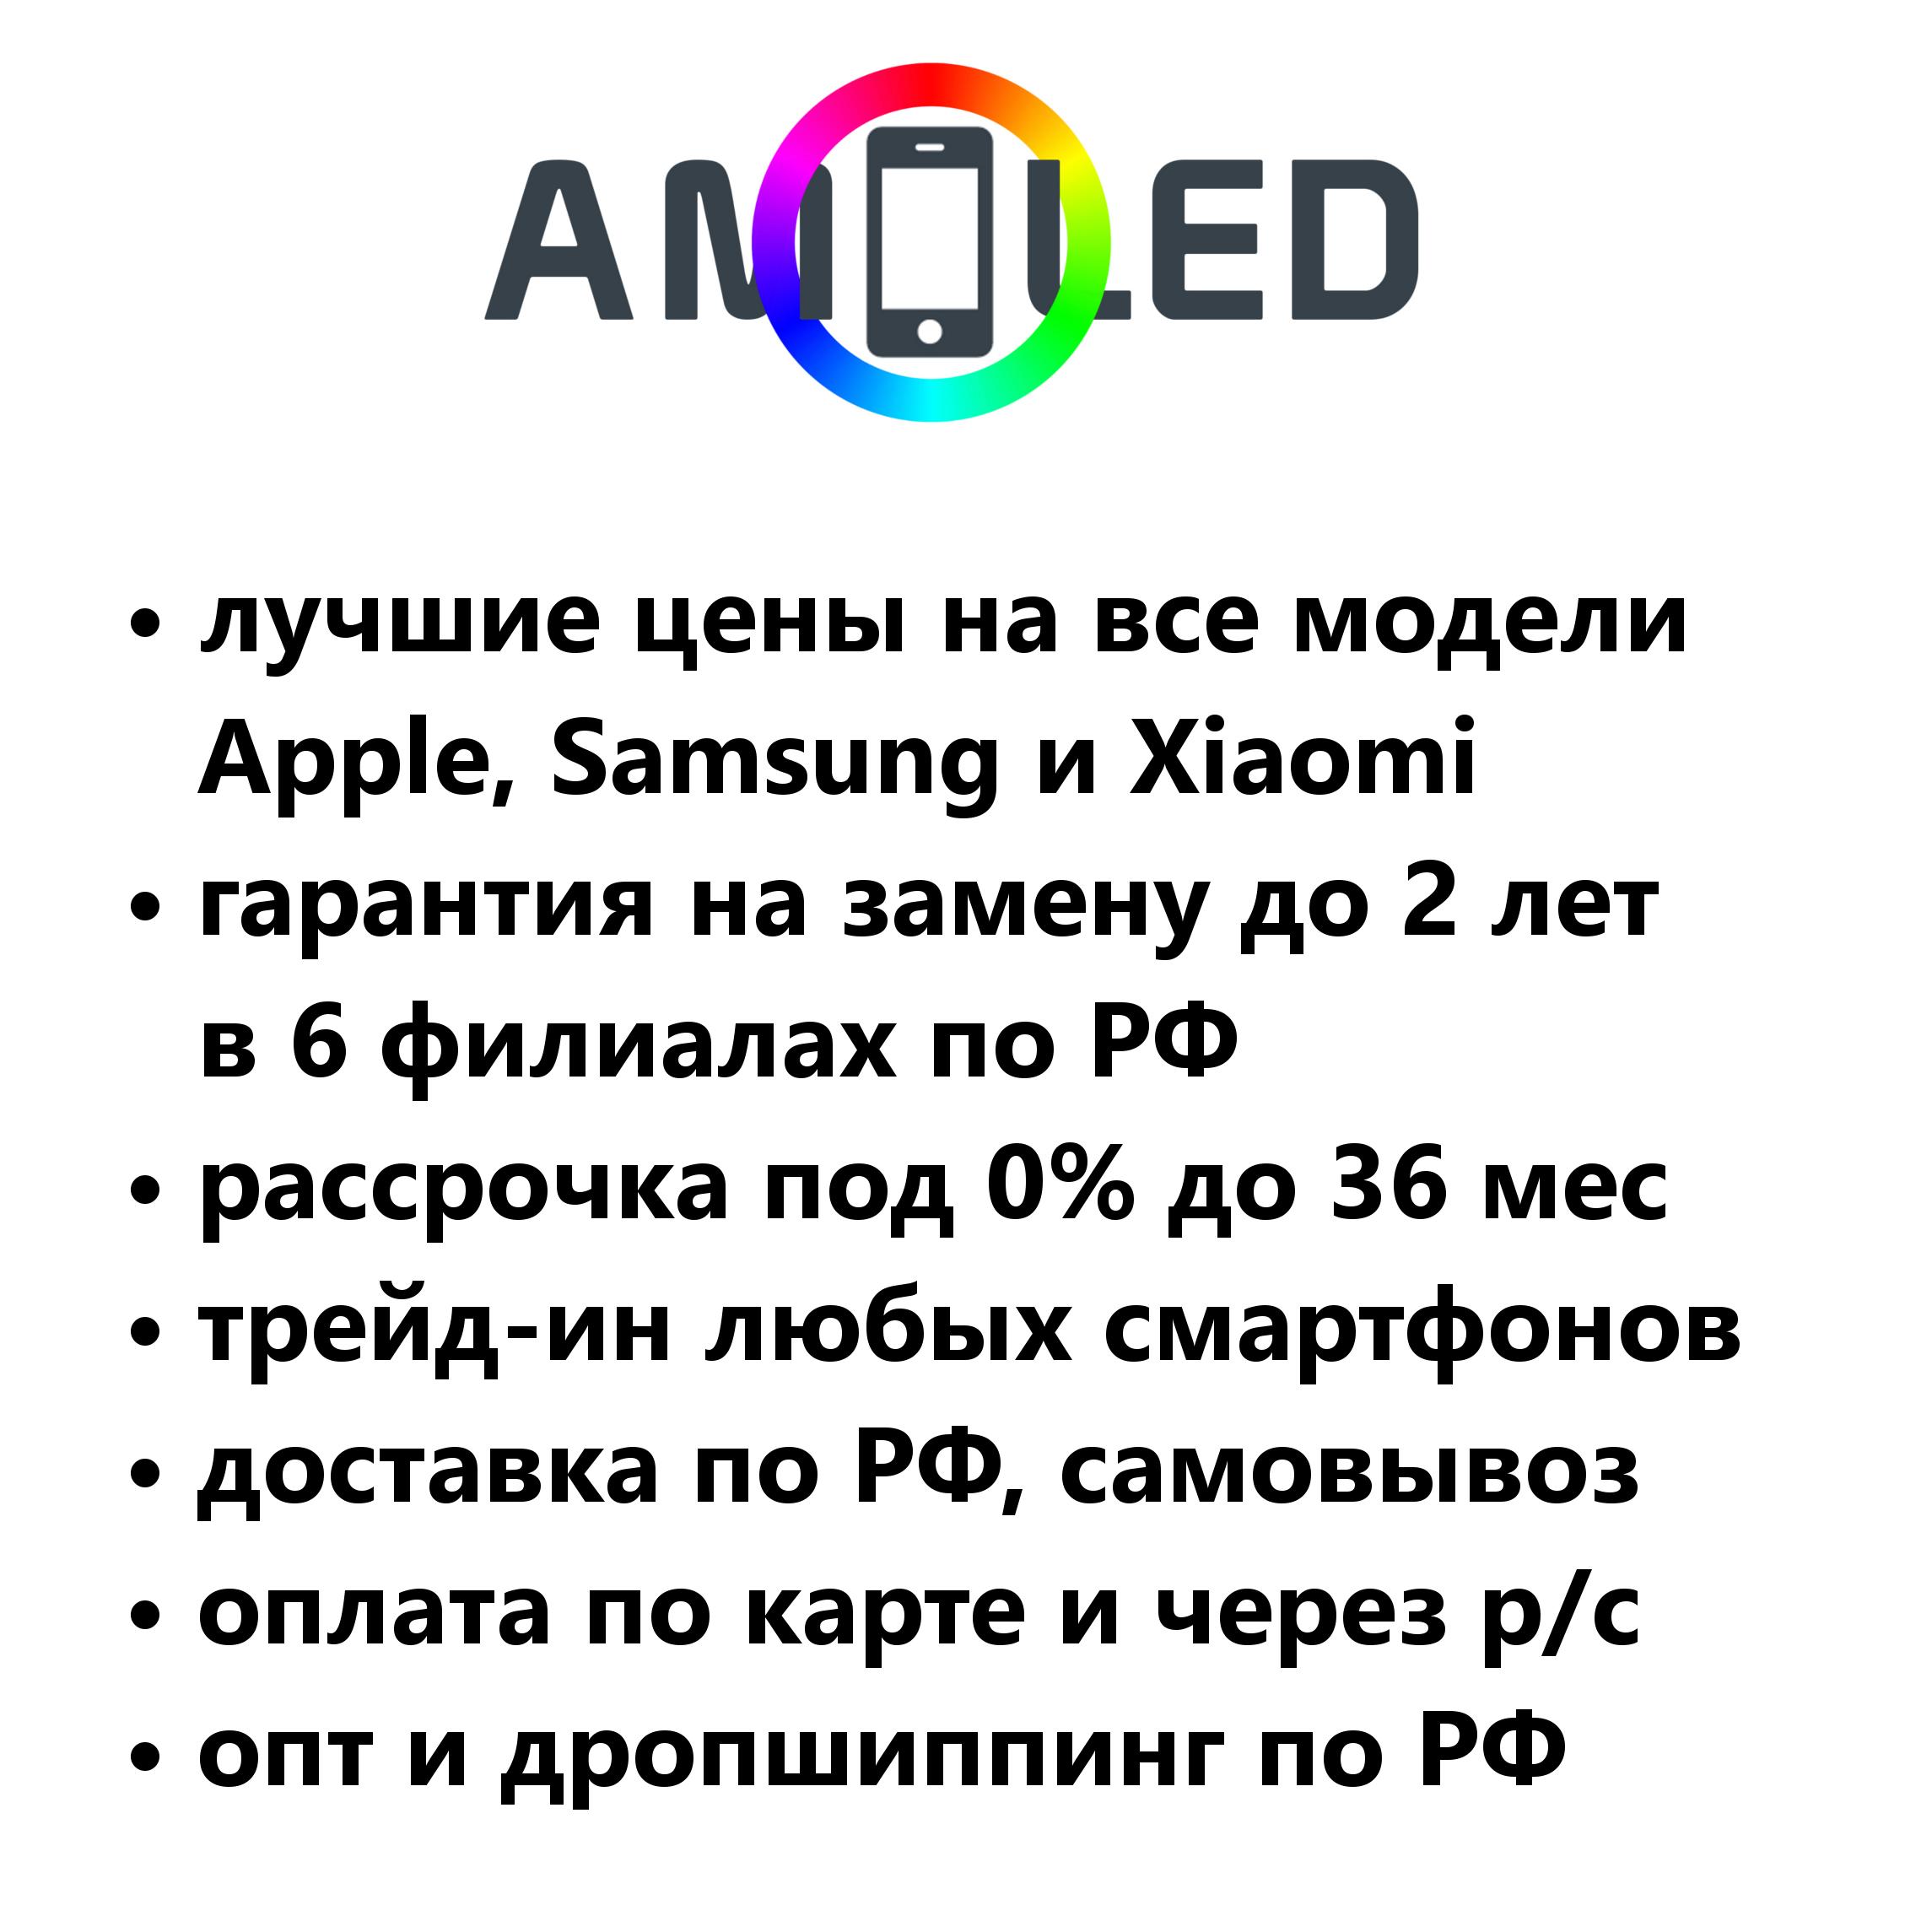 AMOLED
• лучшие цены на все модели
Apple, Samsung и Xiaomi
• гарантия на замену до 2 лет
в 6 филиалах по РФ
• рассрочка под 0% до 36 мес
• трейд-ин любых смартфонов
• доставка по РФ, самовывоз
• оплата по карте и через р/с
• опт и дропшиппинг по РФ